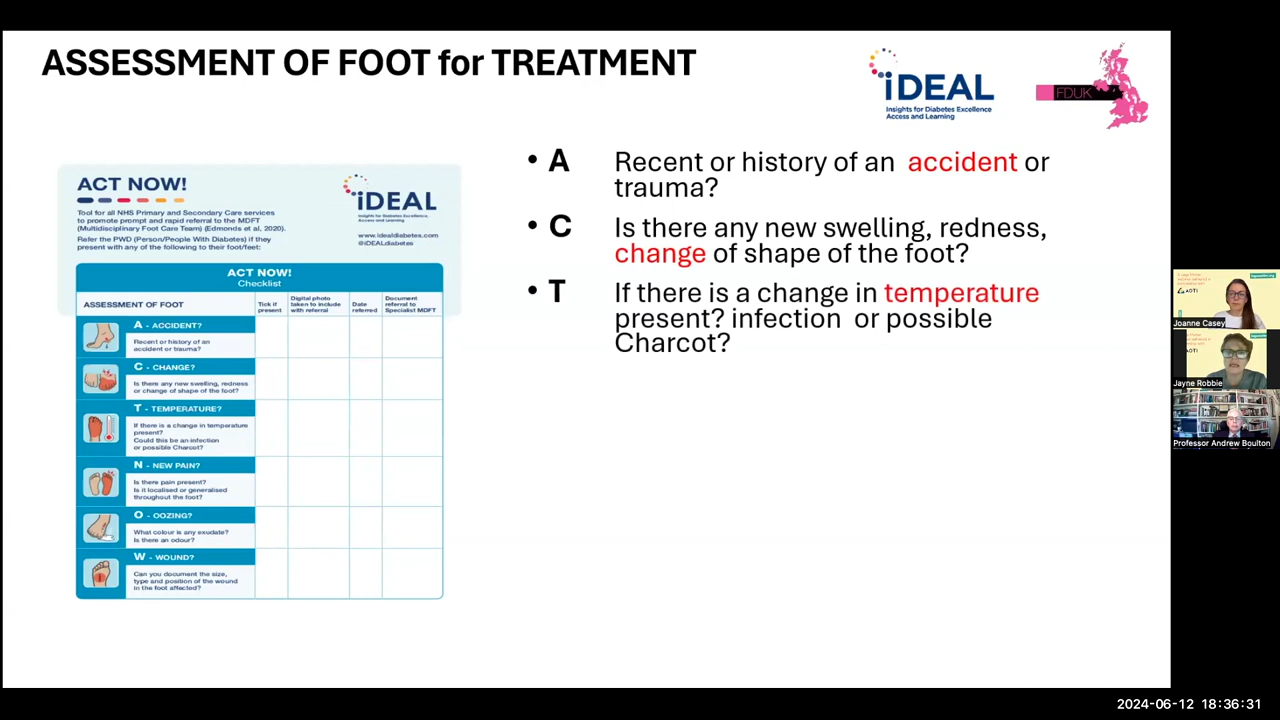 ASSESSMENT OF FOOT for TREATMENT
iDEAL
Insights for Diabetes Excellence
Access and Learning
FDUK
ACT NOW!
Tool for all NHS Primary and Secondary Care services
to promote prompt and rapid referral to the MDFT
(Multidisciplinary Foot Care Team) (Edmonds et al, 2020).
Refer the PWD (Person/People With Diabetes) if they
present with any of the following to their foot/feet:
iDEAL
Insights for Diabetes Excellence,
Access and Learning
www.idealdiabetes.com
@iDEALdiabetes
ACT NOW!
Checklist
ASSESSMENT OF FOOT
Tick if
present
Digital photo
taken to include
with referral
Date
referred
Document
referral to
Specialist MDFT
A - ACCIDENT?
Recent or history of an
accident or trauma?
C - CHANGE?
Is there any new swelling, redness
or change of shape of the foot?
T - TEMPERATURE?
If there is a change in temperature
present?
Could this be an infection
or possible Charcot?
N - NEW PAIN?
Is there pain present?
Is it localised or generalised
throughout the foot?
O - OOZING?
What colour is any exudate?
Is there an odour?
W - WOUND?
Can you document the size,
type and position of the wound
in the foot affected?
• A Recent or history of an accident or
trauma?
• C Is there any new swelling, redness,
change of shape of the foot?
• T If there is a change in temperature
present? infection or possible
Charcot?
AOTI
Joanne Casey
AOTI
Jayne Robbie
Professor Andrew Boulton
2024-06-12 18:36:31